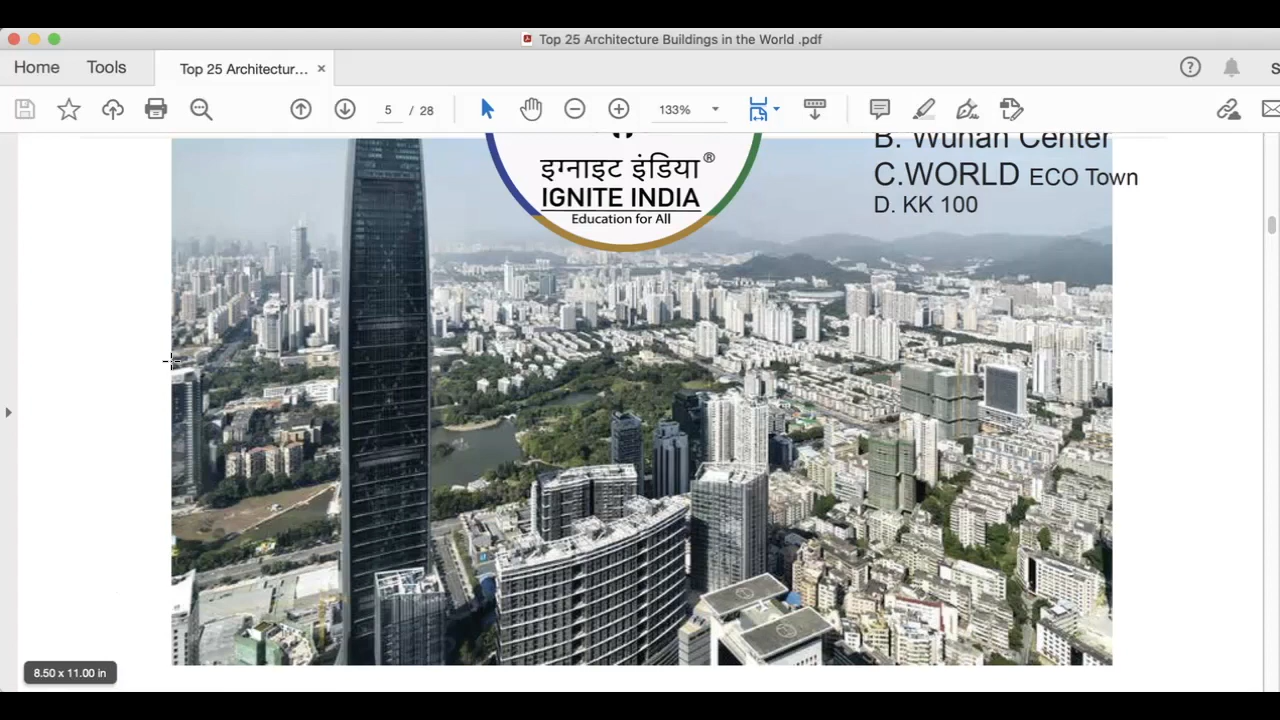 Top 25 Architecture Buildings in the World .pdf
Home
Tools
Top 25 Architectur...
5 / 28
133%
B. Wuhan Center
C.WORLD ECO Town
D. KK 100
इग्नाइट इंडिया®
IGNITE INDIA
Education for All
8.50 x 11.00 in